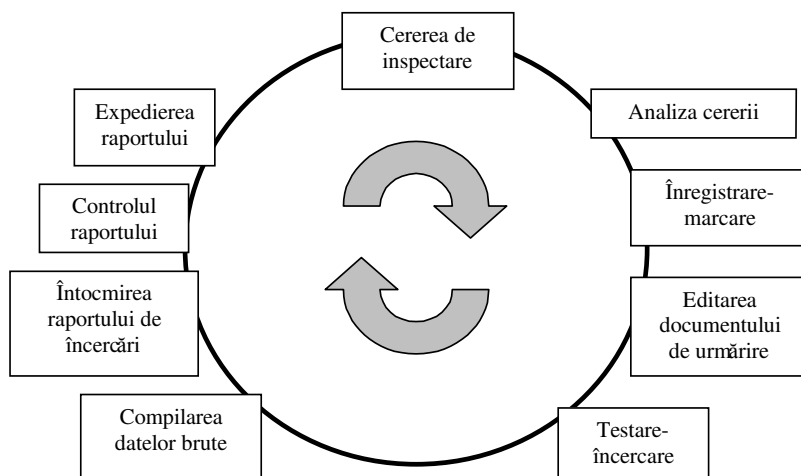 Cererea de
inspectare
Analiza cererii
Înregistrare-
marcare
Editarea
documentului
de urmărire
Testare-
încercare
Compilarea
datelor brute
Întocmirea
raportului de
încercări
Controlul
raportului
Expedierea
raportului